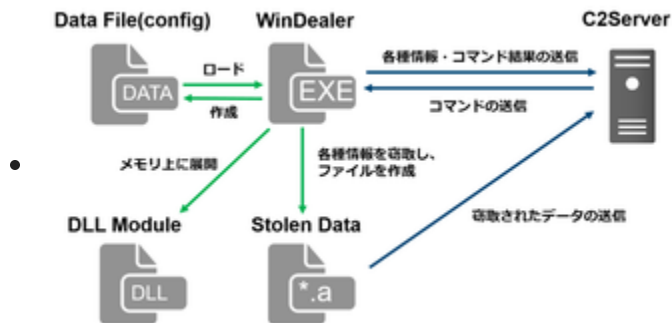 Data File(config)
WinDealer
C2Server
ロード
DATA
作成
EXE
各種情報・コマンド結果の送信
コマンドの送信
メモリ上に展開
各種情報を窃取し、
ファイルを作成
窃取されたデータの送信
DLL Module
Stolen Data
DLL
*.a